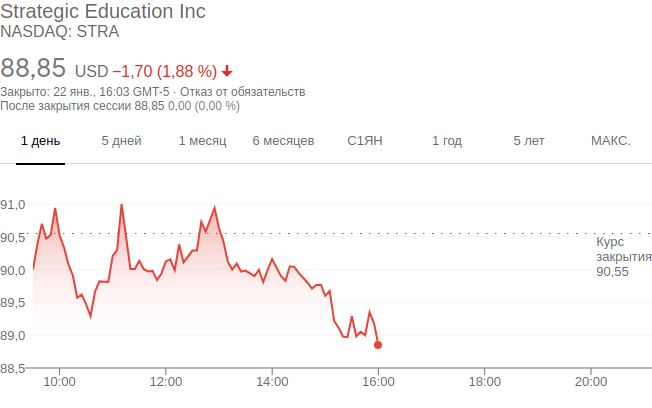 Strategic Education Inc
NASDAQ: STRA
88,85 USD −1,70 (1,88 %)
Закрыто: 22 янв., 16:03 GMT-5 · Отказ от обязательств
После закрытия сессии 88,85 0,00 (0,00 %)
1 день 5 дней 1 месяц 6 месяцев С1ЯН 1 год 5 лет МАКС.
91,0
90,5
Курс
закрытия
90,55
90,0
89,5
89,0
88,5
10:00 12:00 14:00 16:00 18:00 20:00